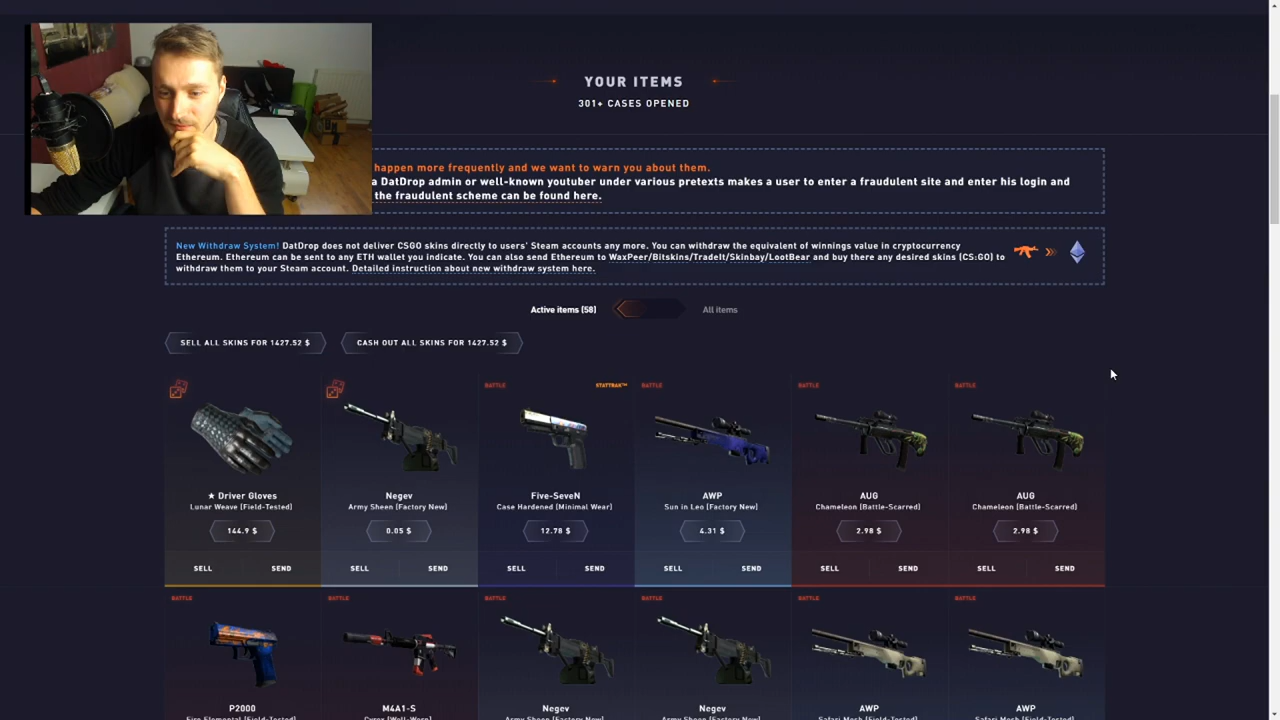 YOUR ITEMS
301+ CASES OPENED
happen more frequently and we want to warn you about them.
a DatDrop admin or well-known youtuber under various pretexts makes a user to enter a fraudulent site and enter his login and
the fraudulent scheme can be found here.
New Withdraw System! DatDrop does not deliver CSGO skins directly to users' Steam accounts any more. You can withdraw the equivalent of winnings value in cryptocurrency
Ethereum. Ethereum can be sent to any ETH wallet you indicate. You can also send Ethereum to WaxPeer/Bitskins/TradeIt/Skinbay/LootBear and buy there any desired skins (CS:GO) to
withdraw them to your Steam account. Detailed instruction about new withdraw system here.
Active items (58) All items
SELL ALL SKINS FOR 1427.52 $ CASH OUT ALL SKINS FOR 1427.52 $
BATTLE STATTRAK™ BATTLE BATTLE BATTLE
★ Driver Gloves Negev Five-SeveN AWP AUG AUG
Lunar Weave (Field-Tested) Army Sheen (Factory New) Case Hardened (Minimal Wear) Sun in Leo (Factory New) Chameleon (Battle-Scarred) Chameleon (Battle-Scarred)
144.9 $ 0.05 $ 12.78 $ 4.31 $ 2.98 $ 2.98 $
SELL SEND SELL SEND SELL SEND SELL SEND SELL SEND SELL SEND
BATTLE BATTLE BATTLE BATTLE BATTLE BATTLE
P2000 M4A1-S Negev Negev AWP AWP